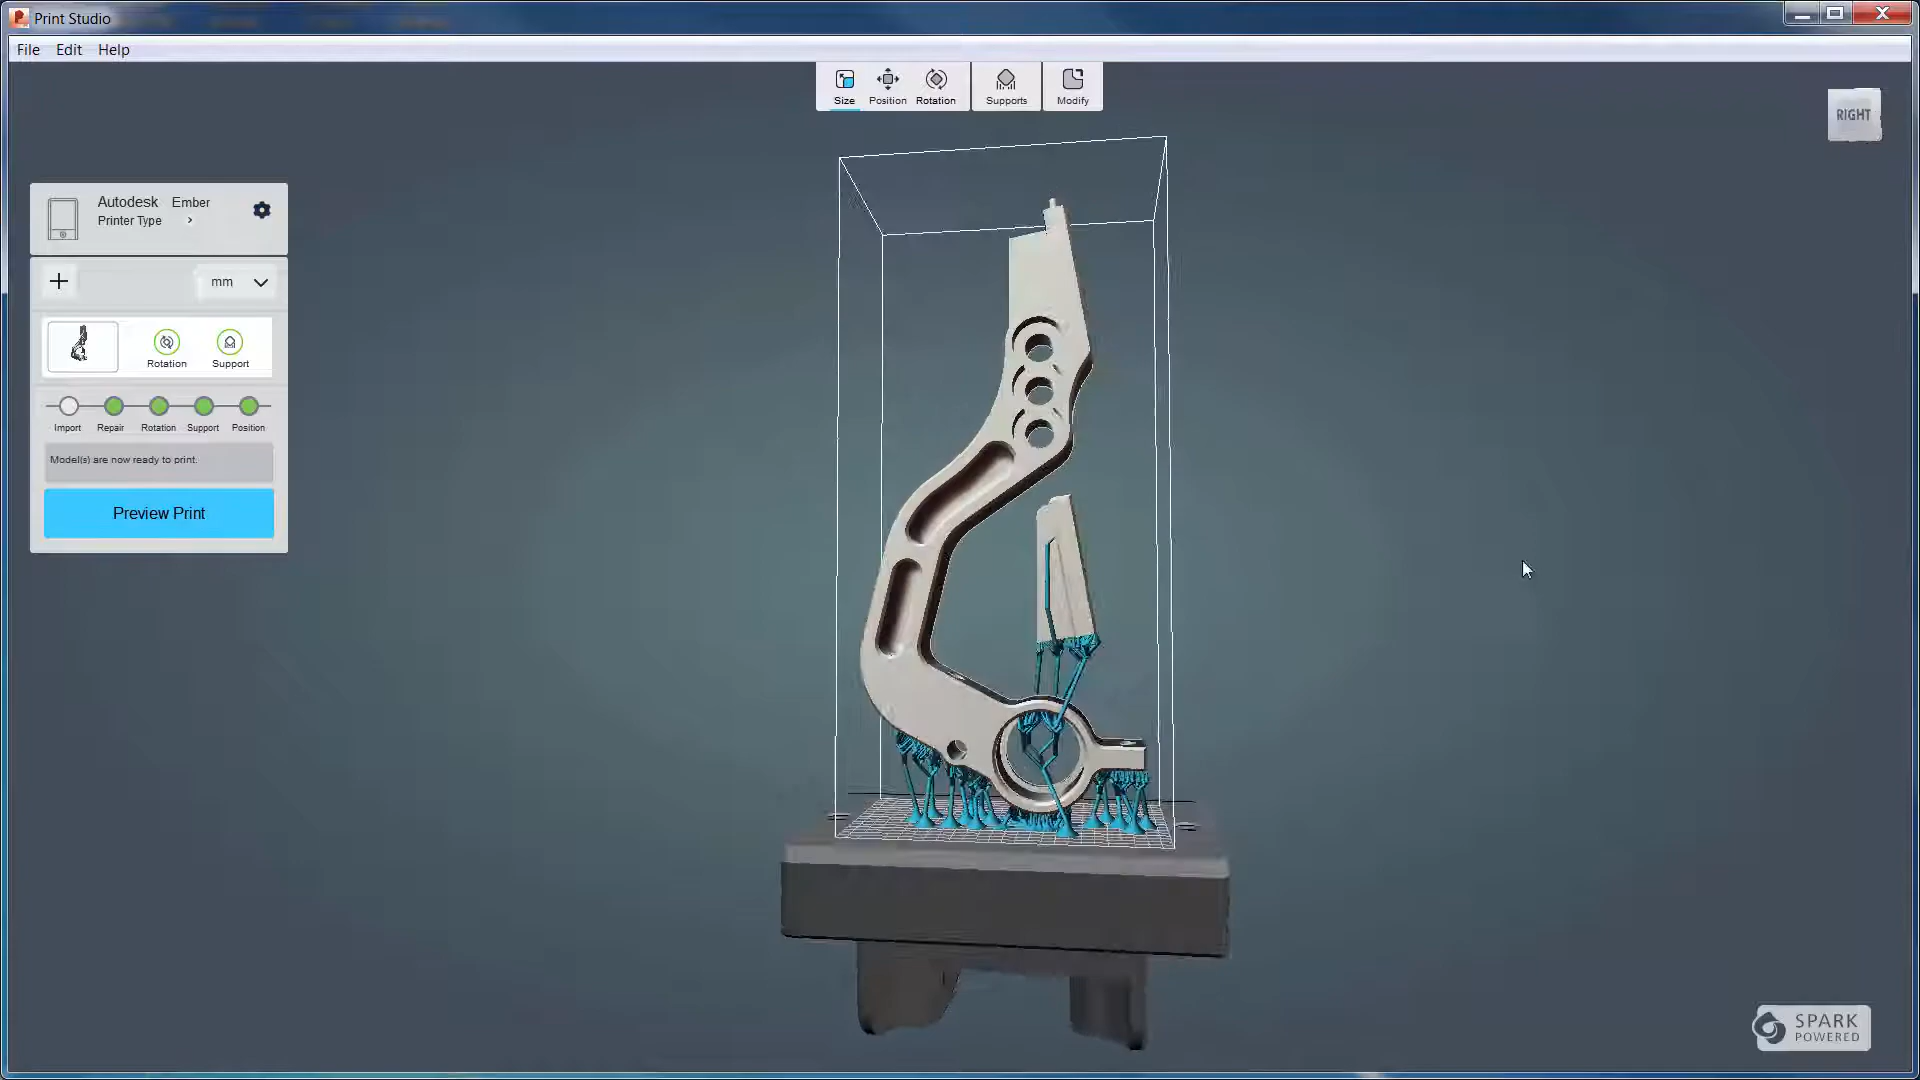 Print Studio
File Edit Help
Size Position Rotation Supports Modify
RIGHT
Autodesk Ember
Printer Type >
mm
Rotation Support
Import Repair Rotation Support Position
Model(s) are now ready to print.
Preview Print
SPARK
POWERED